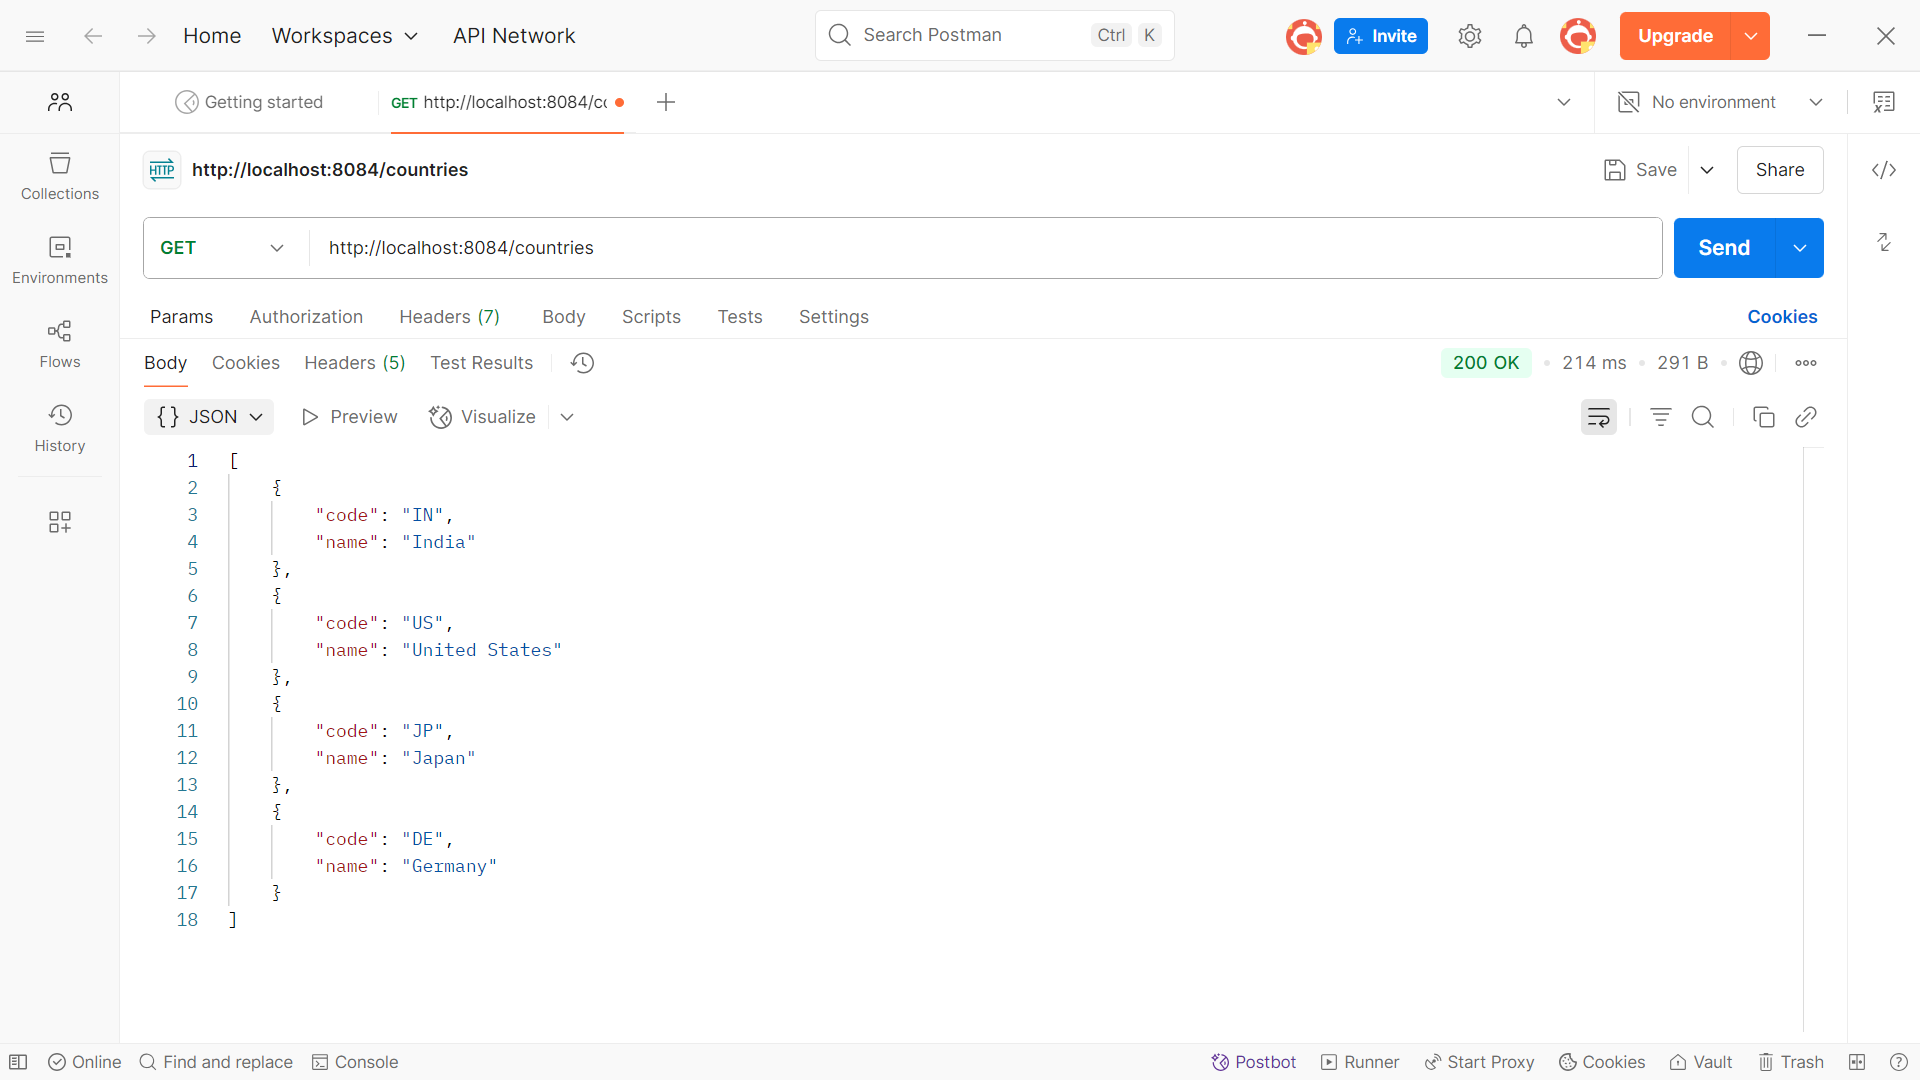 Home Workspaces API Network Search Postman Ctrl K Invite Upgrade
Getting started GET http://localhost:8084/cc No environment
HTTP http://localhost:8084/countries Save Share
Collections
GET http://localhost:8084/countries Send
Environments
Params Authorization Headers (7) Body Scripts Tests Settings Cookies
Flows
Body Cookies Headers (5) Test Results 200 OK 214 ms 291 B
{} JSON Preview Visualize
History
1 [
2 {
3 "code": "IN",
4 "name": "India"
5 },
6 {
7 "code": "US",
8 "name": "United States"
9 },
10 {
11 "code": "JP",
12 "name": "Japan"
13 },
14 {
15 "code": "DE",
16 "name": "Germany"
17 }
18 ]
Online Find and replace Console Postbot Runner Start Proxy Cookies Vault Trash